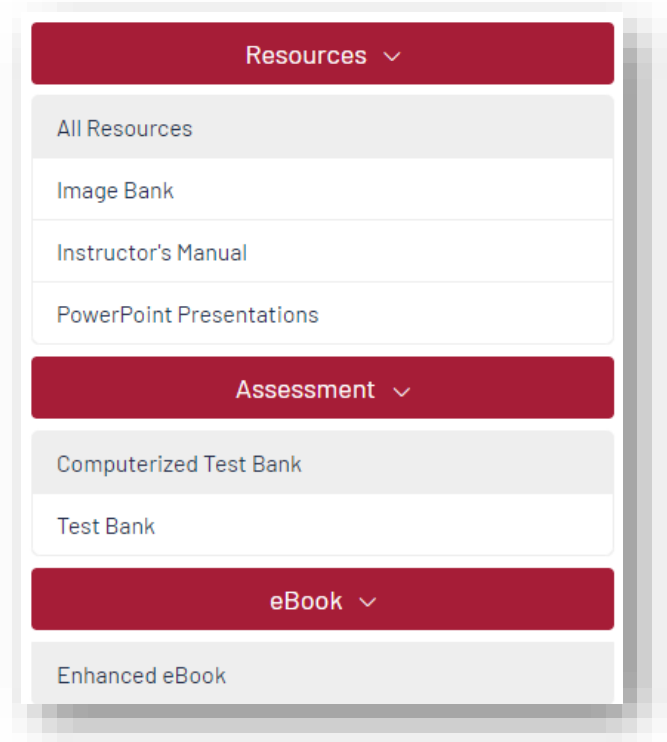 Resources
All Resources
Image Bank
Instructor's Manual
PowerPoint Presentations
Assessment
Computerized Test Bank
Test Bank
eBook
Enhanced eBook